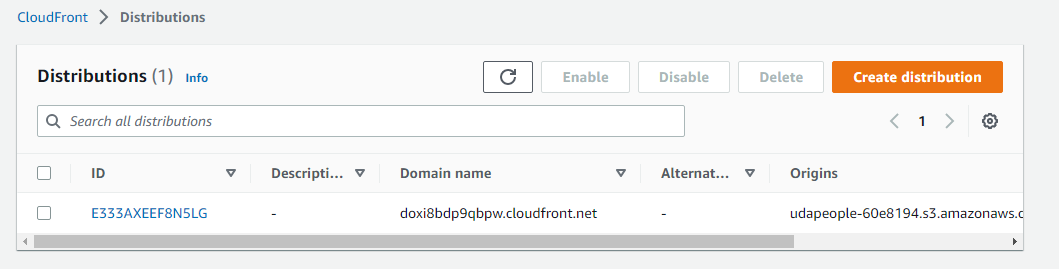 CloudFront > Distributions
Distributions (1) Info
Enable Disable Delete Create distribution
Search all distributions
1
ID Descripti... Domain name Alternat... Origins
E333AXEEF8N5LG - doxi8bdp9qbpw.cloudfront.net - udapeople-60e8194.s3.amazonaws.c